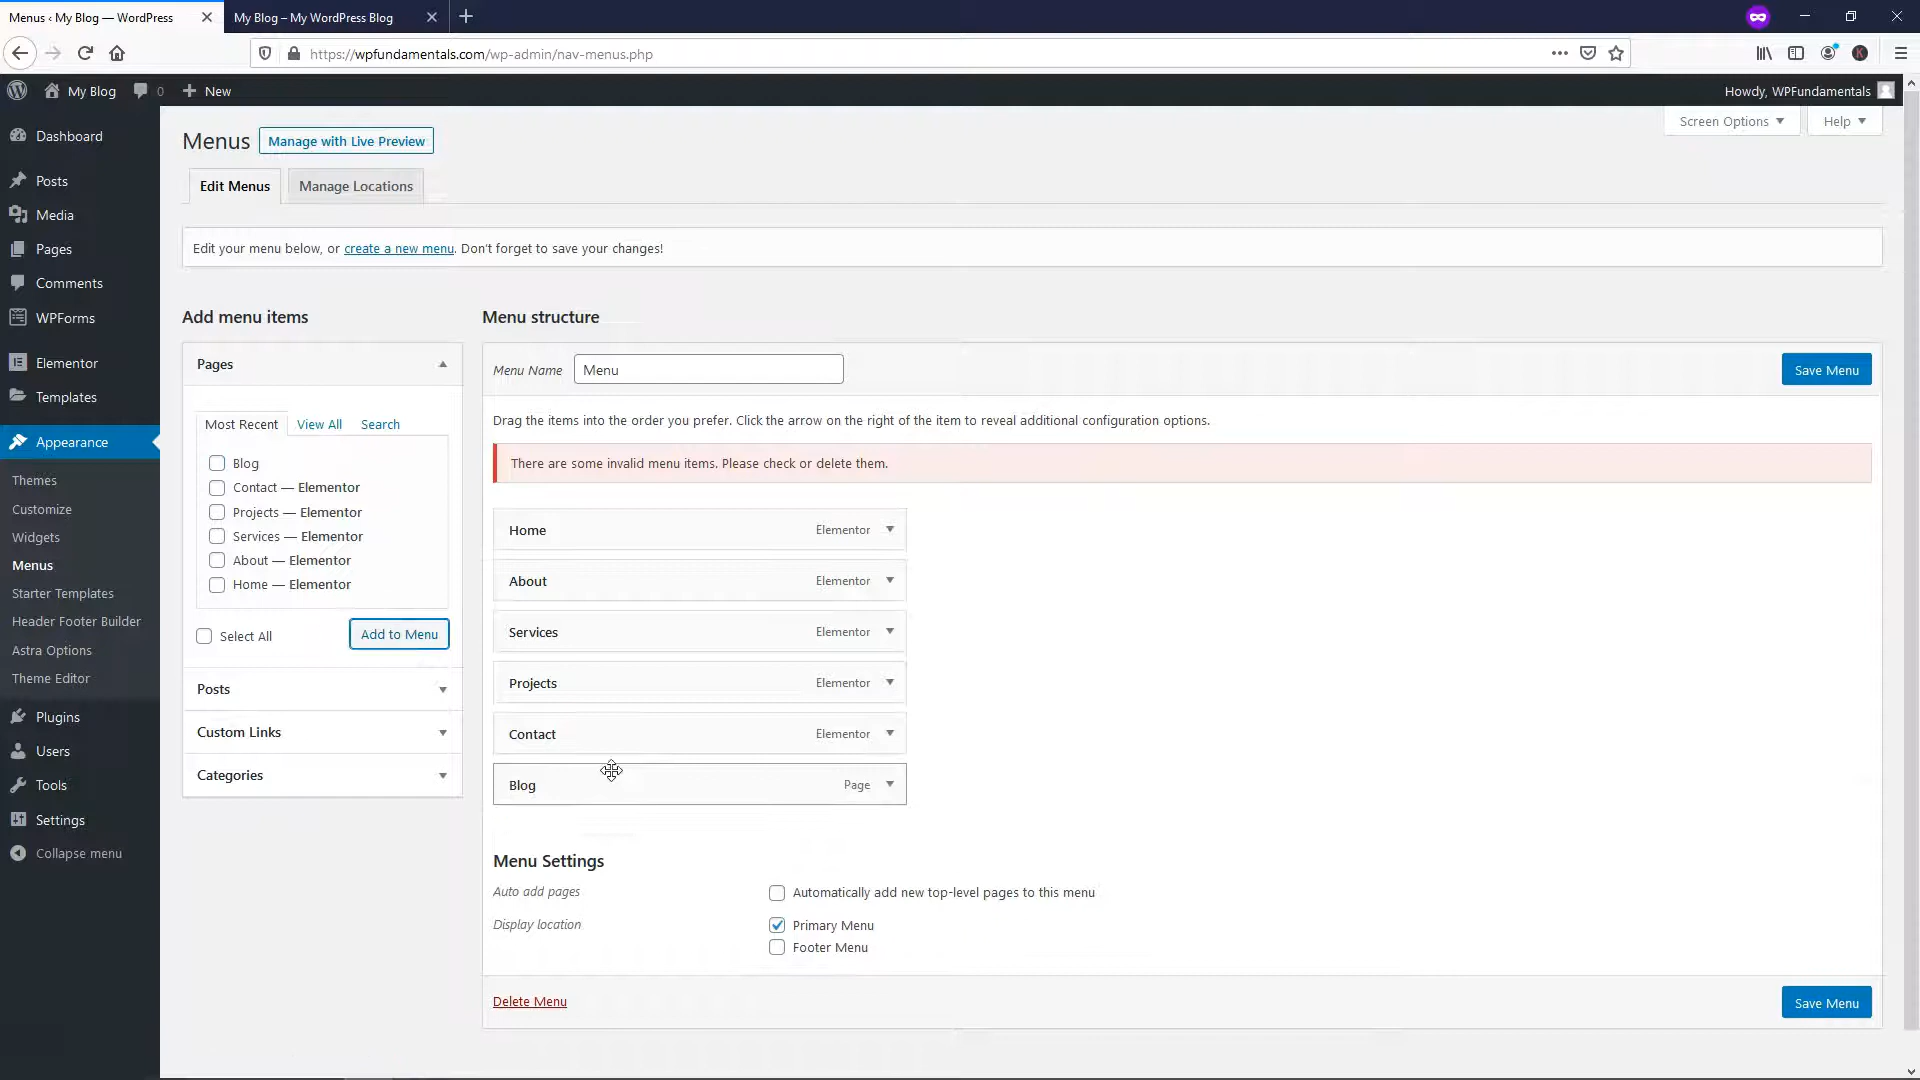 Menus ‹ My Blog — WordPress
My Blog – My WordPress Blog
https://wpfundamentals.com/wp-admin/nav-menus.php
My Blog 0 New
Howdy, WPFundamentals
Dashboard
Posts
Media
Pages
Comments
WPForms
Elementor
Templates
Appearance
Themes
Customize
Widgets
Menus
Starter Templates
Header Footer Builder
Astra Options
Theme Editor
Plugins
Users
Tools
Settings
Collapse menu
Screen Options
Help
Menus
Manage with Live Preview
Edit Menus
Manage Locations
Edit your menu below, or create a new menu. Don't forget to save your changes!
Add menu items
Pages
Most Recent
View All
Search
Blog
Contact — Elementor
Projects — Elementor
Services — Elementor
About — Elementor
Home — Elementor
Select All
Add to Menu
Posts
Custom Links
Categories
Menu structure
Menu Name
Menu
Save Menu
Drag the items into the order you prefer. Click the arrow on the right of the item to reveal additional configuration options.
There are some invalid menu items. Please check or delete them.
Home Elementor
About Elementor
Services Elementor
Projects Elementor
Contact Elementor
Blog Page
Menu Settings
Auto add pages
Automatically add new top-level pages to this menu
Display location
Primary Menu
Footer Menu
Delete Menu
Save Menu